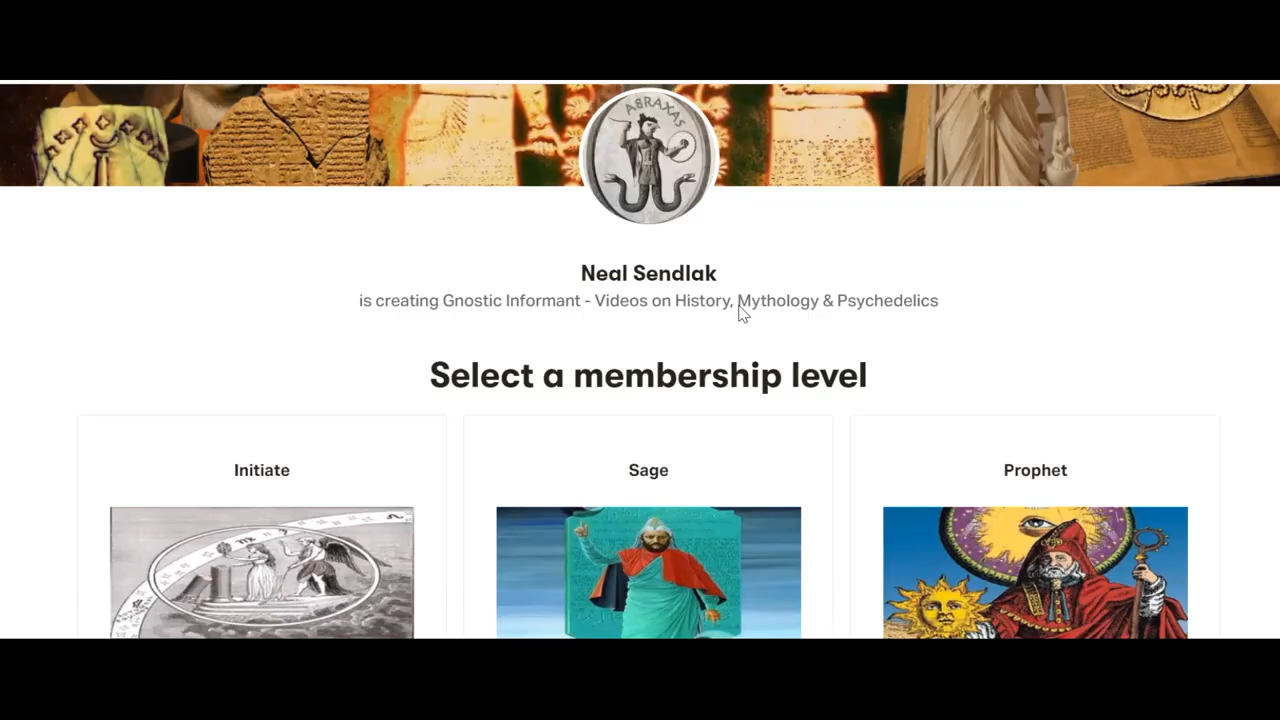 ABRAXAS
Neal Sendlak
is creating Gnostic Informant - Videos on History, Mythology & Psychedelics
Select a membership level
Initiate
Sage
Prophet